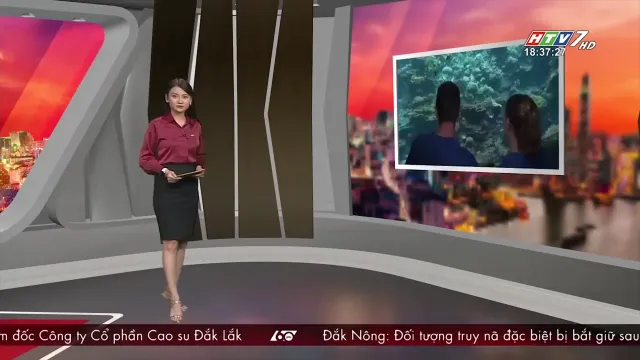 HTV7 HD
18:37:27
m đốc Công ty Cổ phần Cao su Đắk Lắk 60 Đắk Nông: Đối tượng truy nã đặc biệt bị bắt giữ sau